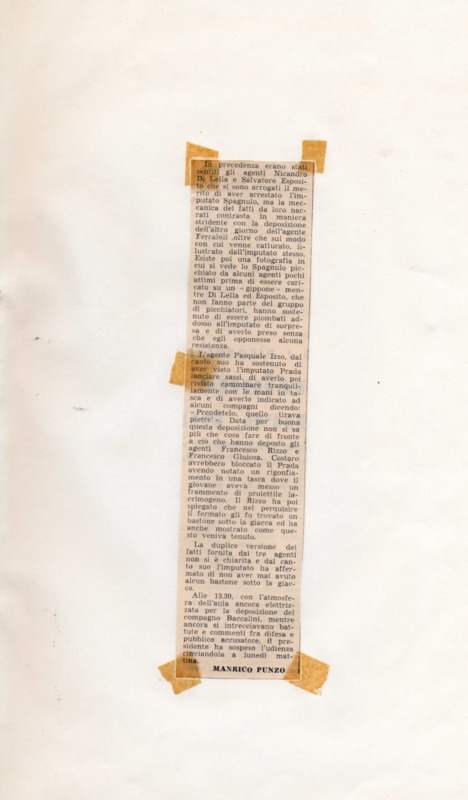 In precedenza erano stati
sentiti gli agenti Nicandro
Di Lella e Salvatore Esposi-
to che si sono arrogati il me-
rito di aver arrestato l'im-
putato Spagnulo, ma la mec-
canica dei fatti da loro nar-
rati contrasta in maniera
stridente con la deposizione
dell'altro giorno dell'agente
Ferraioli ,oltre che sul modo
con cui venne catturato, il-
lustrato dall'imputato stesso.
Esiste poi una fotografia in
cui si vede lo Spagnulo pic-
chiato da alcuni agenti pochi
attimi prima di essere cari-
cato su un « gippone » men-
tre Di Lella ed Esposito, che
non fanno parte del gruppo
di picchiatori, hanno soste-
nuto di essere piombati ad-
dosso all'imputato di sorpre-
sa e di averlo preso senza
che egli opponesse alcuna
resistenza.
L'agente Pasquale Izzo, dal
canto suo ha sostenuto di
aver visto l'imputato Prada
lanciare sassi, di averlo poi
rivisto camminare tranquil-
lamente con le mani in ta-
sca e di averlo indicato ad
alcuni compagni dicendo:
« Prendetelo, quello tirava
pietre! ». Data per buona
questa deposizione non si sa
più che cosa fare di fronte
a ciò che hanno deposto gli
agenti Francesco Rizzo e
Francesco Gluiosa. Costoro
avrebbero bloccato il Prada
avendo notato un rigonfia-
mento in una tasca dove il
giovane aveva messo un
frammento di proiettile la-
crimogeno. Il Rizzo ha poi
spiegato che nel perquisire
il fermato gli fu trovato un
bastone sotto la giacca ed ha
anche mostrato come que-
sto veniva tenuto.
La duplice versione dei
fatti fornita dai tre agenti
non si è chiarita e dal can-
to suo l'imputato ha affer-
mato di non aver mai avuto
alcun bastone sotto la giac-
ca.
Alle 13.30, con l'atmosfe-
ra dell'aula ancora elettriz-
zata per la deposizione del
compagno Baccalini, mentre
ancora si intrecciavano bat-
tute e commenti fra difesa e
pubblico accusatore, il pre-
sidente ha sospeso l'udienza
rinviandola a lunedì mat-
tina.
MANRICO PUNZO